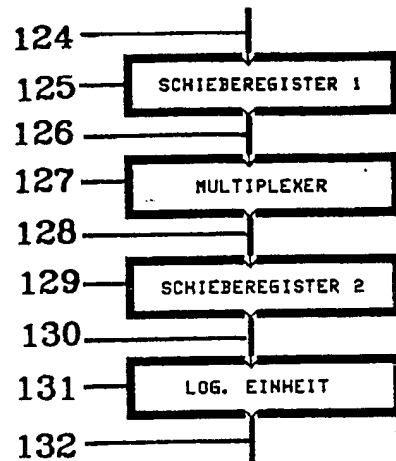 124
125 SCHIEBEREGISTER 1
126
127 MULTIPLEXER
128
129 SCHIEBEREGISTER 2
130
131 LOG. EINHEIT
132